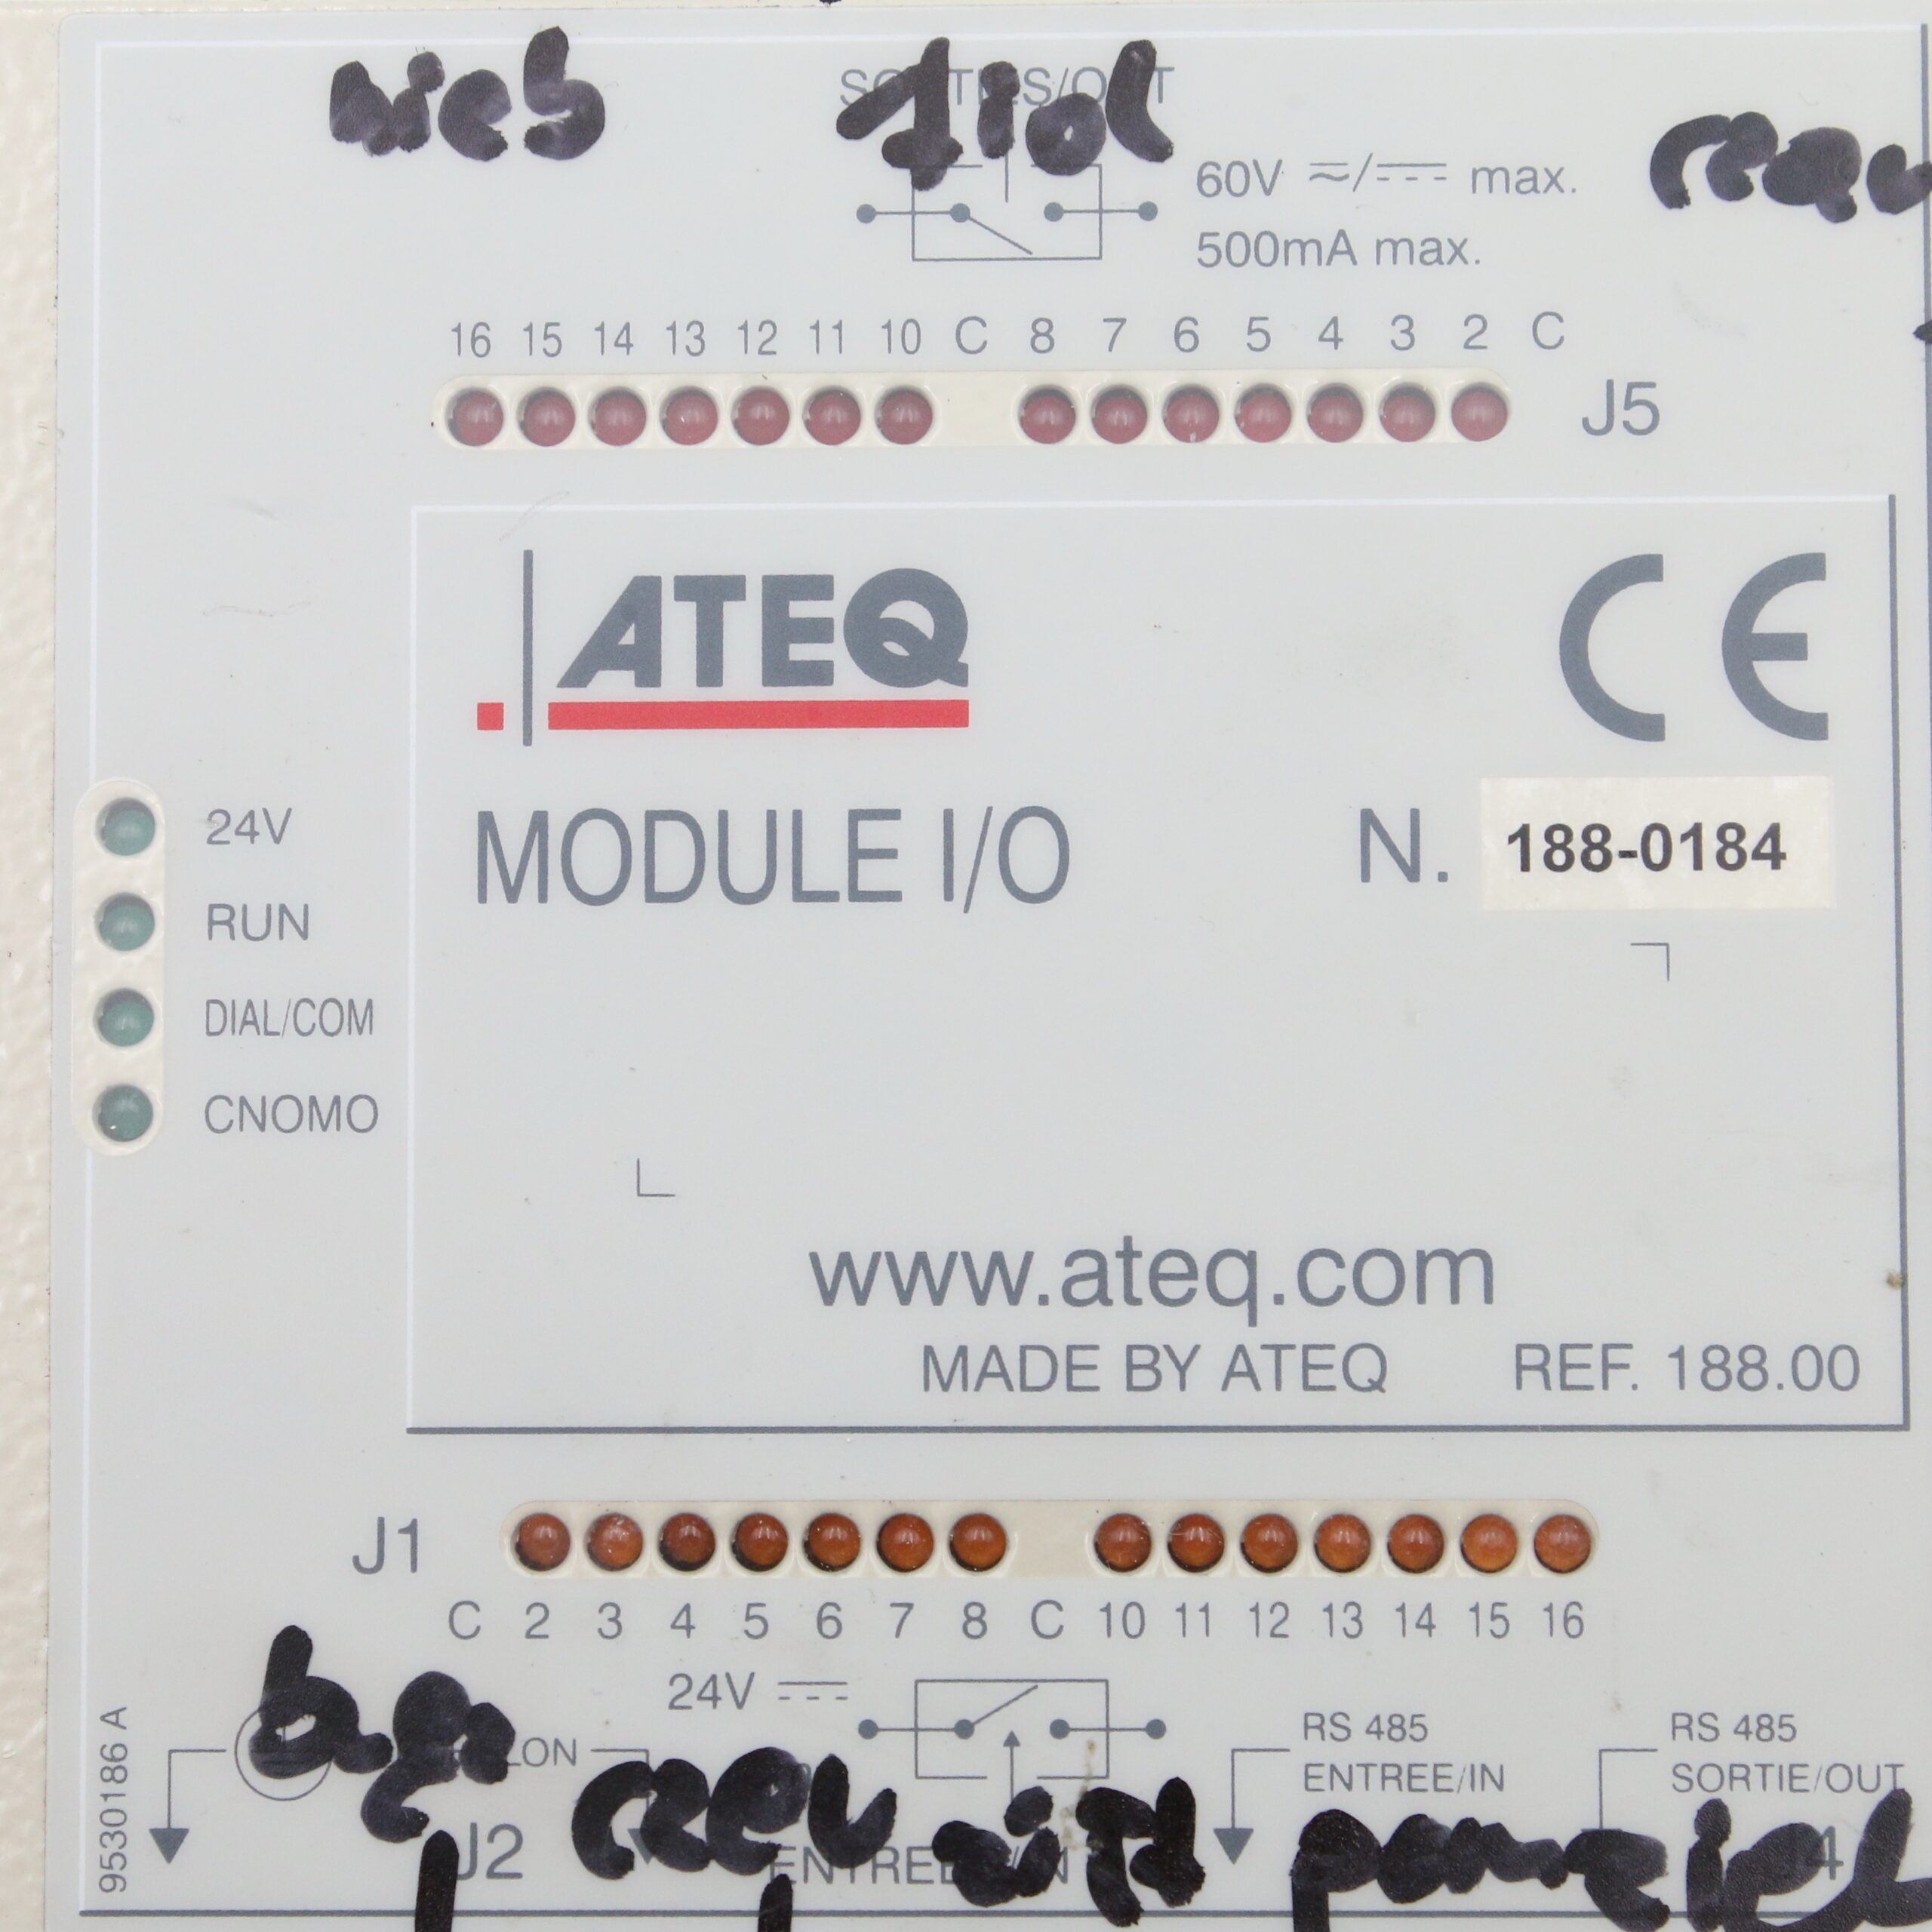 60V ≂/⎓ max.
500mA max.
16 15 14 13 12 11 10 C 8 7 6 5 4 3 2 C
J5
ATEQ
CE
MODULE I/O
N. 188-0184
24V
RUN
DIAL/COM
CNOMO
www.ateq.com
MADE BY ATEQ REF. 188.00
J1
C 2 3 4 5 6 7 8 C 10 11 12 13 14 15 16
24V ⎓
RS 485
ENTREE/IN
RS 485
SORTIE/OUT
J2
9530186 A